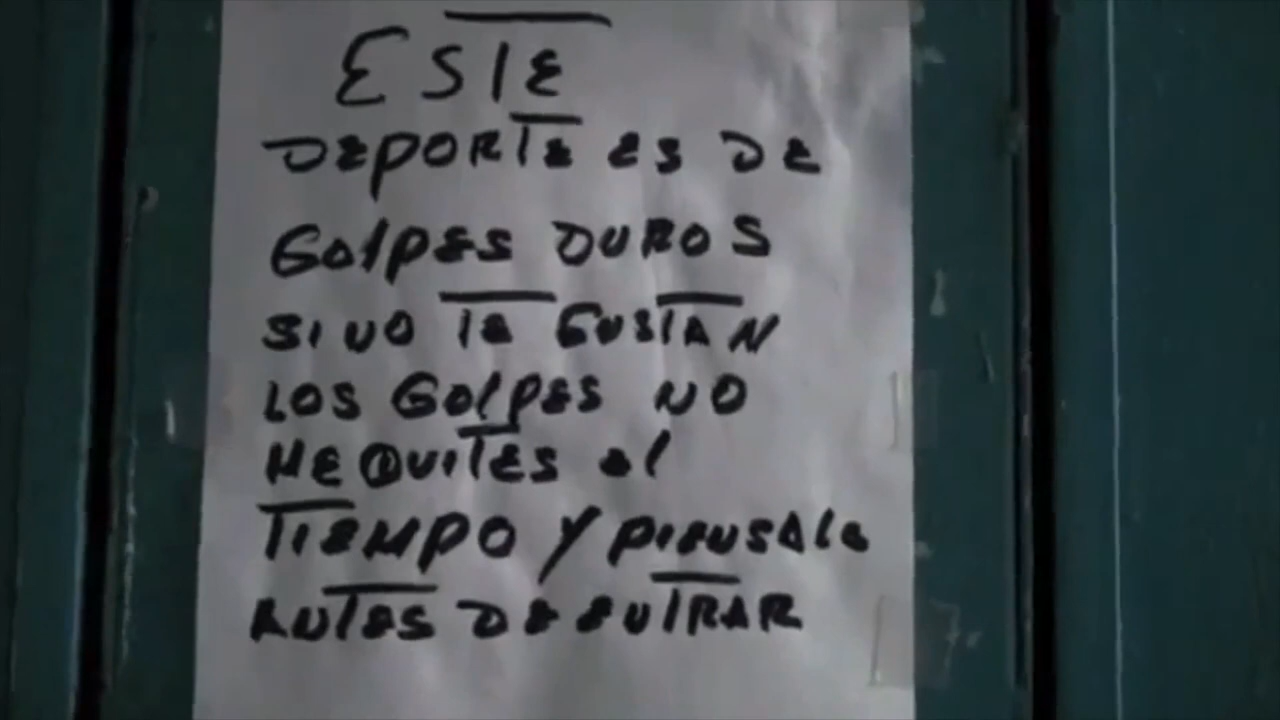 ESTE
DEPORTE ES DE
GOLPES DUROS
SI NO TE GUSTAN
LOS GOLPES NO
ME QUITES el
TIEMPO Y PIENSALO
ANTES DE ENTRAR